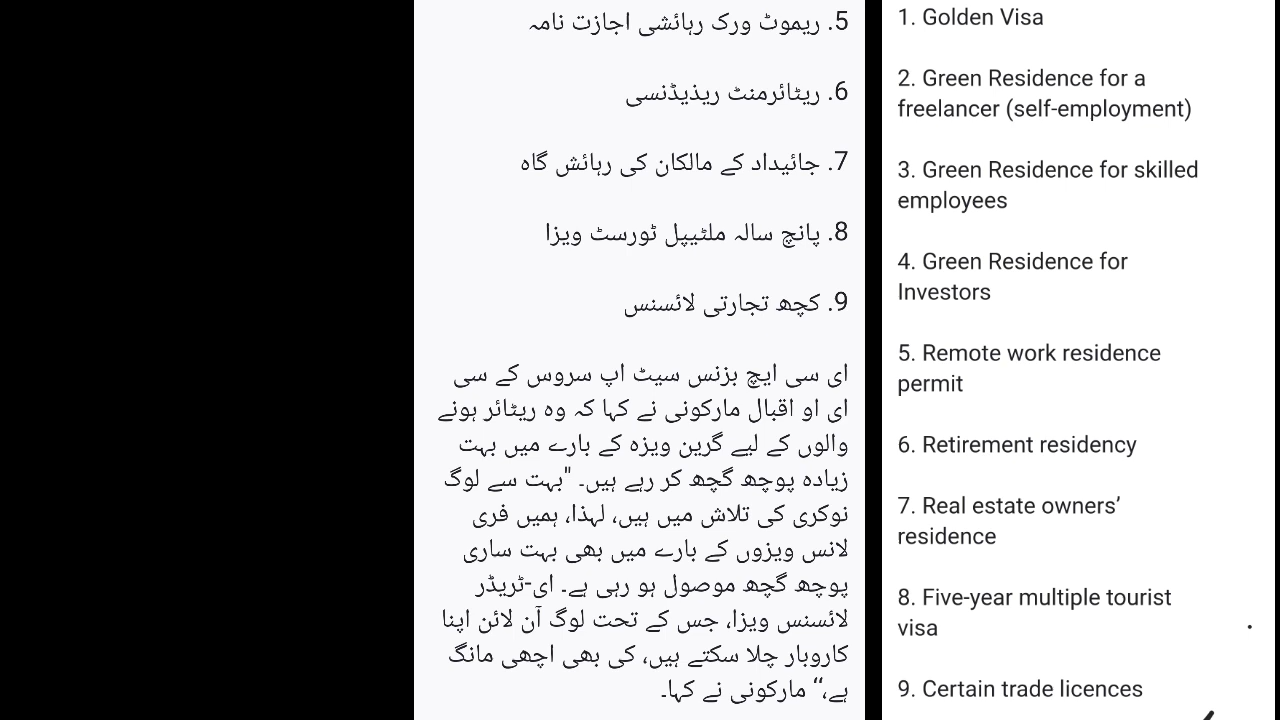 5. ریموٹ ورک رہائشی اجازت نامہ
6. ریٹائرمنٹ ریذیڈنسی
7. جائیداد کے مالکان کی رہائش گاہ
8. پانچ سالہ ملٹیپل ٹورسٹ ویزا
9. کچھ تجارتی لائسنس
ای سی ایچ بزنس سیٹ اپ سروس کے سی
ای او اقبال مارکونی نے کہا کہ وہ ریٹائر ہونے
والوں کے لیے گرین ویزہ کے بارے میں بہت
زیادہ پوچھ گچھ کر رہے ہیں۔ "بہت سے لوگ
نوکری کی تلاش میں ہیں، لہذا، ہمیں فری
لانس ویزوں کے بارے میں بھی بہت ساری
پوچھ گچھ موصول ہو رہی ہے۔ ای-ٹریڈر
لائسنس ویزا، جس کے تحت لوگ آن لائن اپنا
کاروبار چلا سکتے ہیں، کی بھی اچھی مانگ
ہے،‘‘ مارکونی نے کہا۔
1. Golden Visa
2. Green Residence for a
freelancer (self-employment)
3. Green Residence for skilled
employees
4. Green Residence for
Investors
5. Remote work residence
permit
6. Retirement residency
7. Real estate owners’
residence
8. Five-year multiple tourist
visa
9. Certain trade licences